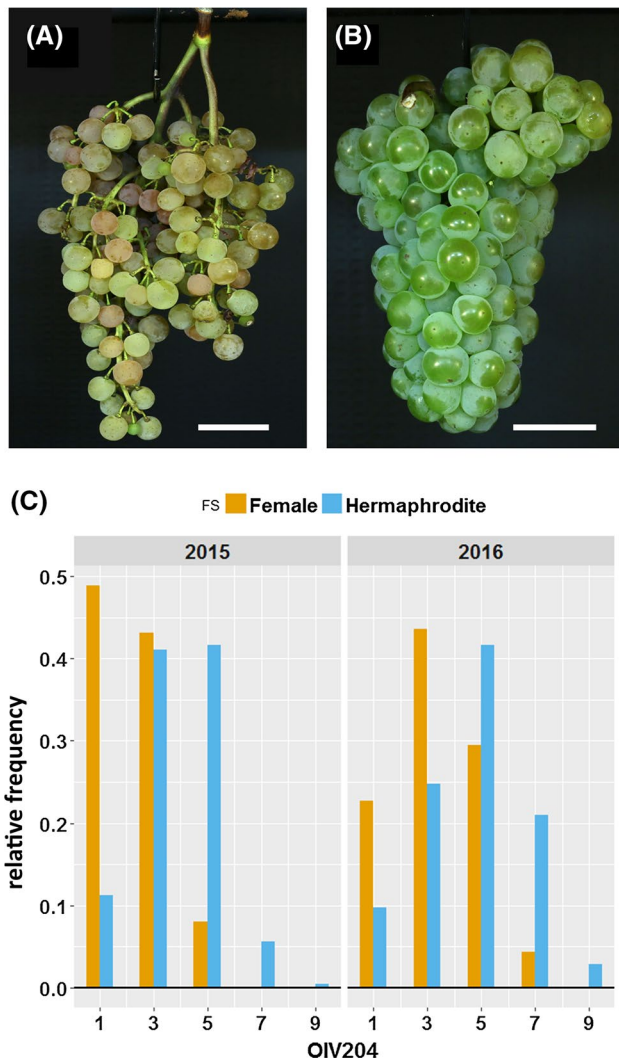 (A)
(B)
(C)
FS Female Hermaphrodite
2015
2016
relative frequency
0.5
0.4
0.3
0.2
0.1
0.0
1 3 5 7 9
1 3 5 7 9
OIV204